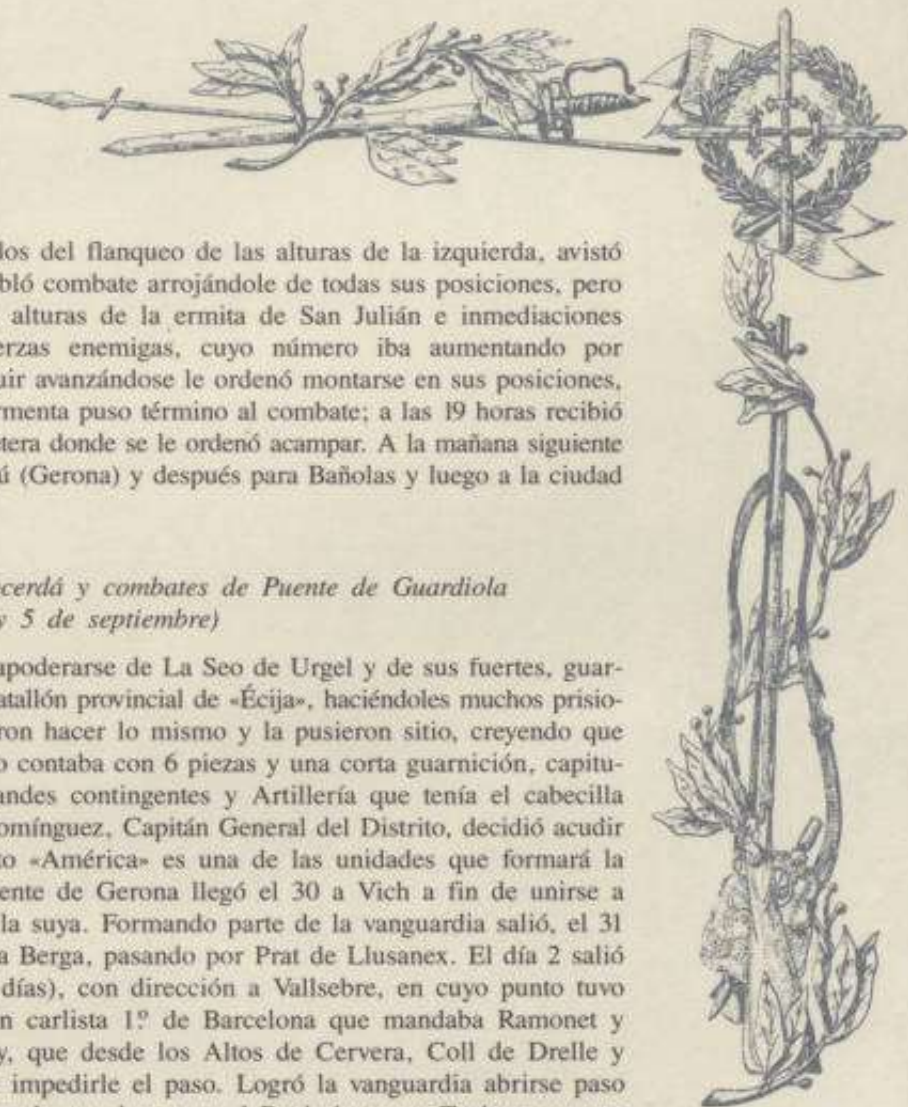 los del flanqueo de las alturas de la izquierda, avistó
bló combate arrojándole de todas sus posiciones, pero
alturas de la ermita de San Julián e inmediaciones
erzas enemigas, cuyo número iba aumentando por
uir avanzándose le ordenó montarse en sus posiciones,
rmenta puso término al combate; a las 19 horas recibió
etera donde se le ordenó acampar. A la mañana siguiente
ú (Gerona) y después para Bañolas y luego a la ciudad
cerdá y combates de Puente de Guardiola
y 5 de septiembre)
apoderarse de La Seo de Urgel y de sus fuertes, guar-
atallón provincial de «Écija», haciéndoles muchos prisio-
ron hacer lo mismo y la pusieron sitio, creyendo que
o contaba con 6 piezas y una corta guarnición, capitu-
andes contingentes y Artillería que tenía el cabecilla
omínguez, Capitán General del Distrito, decidió acudir
to «América» es una de las unidades que formará la
ente de Gerona llegó el 30 a Vich a fin de unirse a
la suya. Formando parte de la vanguardia salió, el 31
a Berga, pasando por Prat de Llusanex. El día 2 salió
días), con dirección a Vallsebre, en cuyo punto tuvo
n carlista 1º de Barcelona que mandaba Ramonet y
y, que desde los Altos de Cervera, Coll de Drelle y
impedirle el paso. Logró la vanguardia abrirse paso